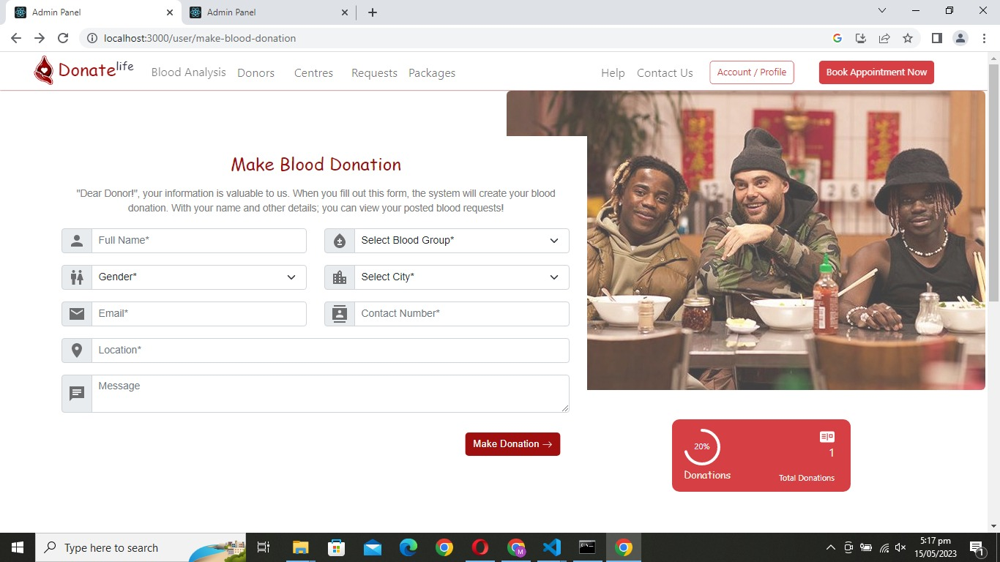 Admin Panel
Admin Panel
localhost:3000/user/make-blood-donation
Donatelife
Blood Analysis Donors Centres Requests Packages Help Contact Us Account / Profile Book Appointment Now
Make Blood Donation
"Dear Donor!", your information is valuable to us. When you fill out this form, the system will create your blood
donation. With your name and other details; you can view your posted blood requests!
Full Name*
Select Blood Group*
Gender*
Select City*
Email*
Contact Number*
Location*
Message
Make Donation →
20%
1
Donations
Total Donations
Type here to search
M
5:17 pm
15/05/2023
1